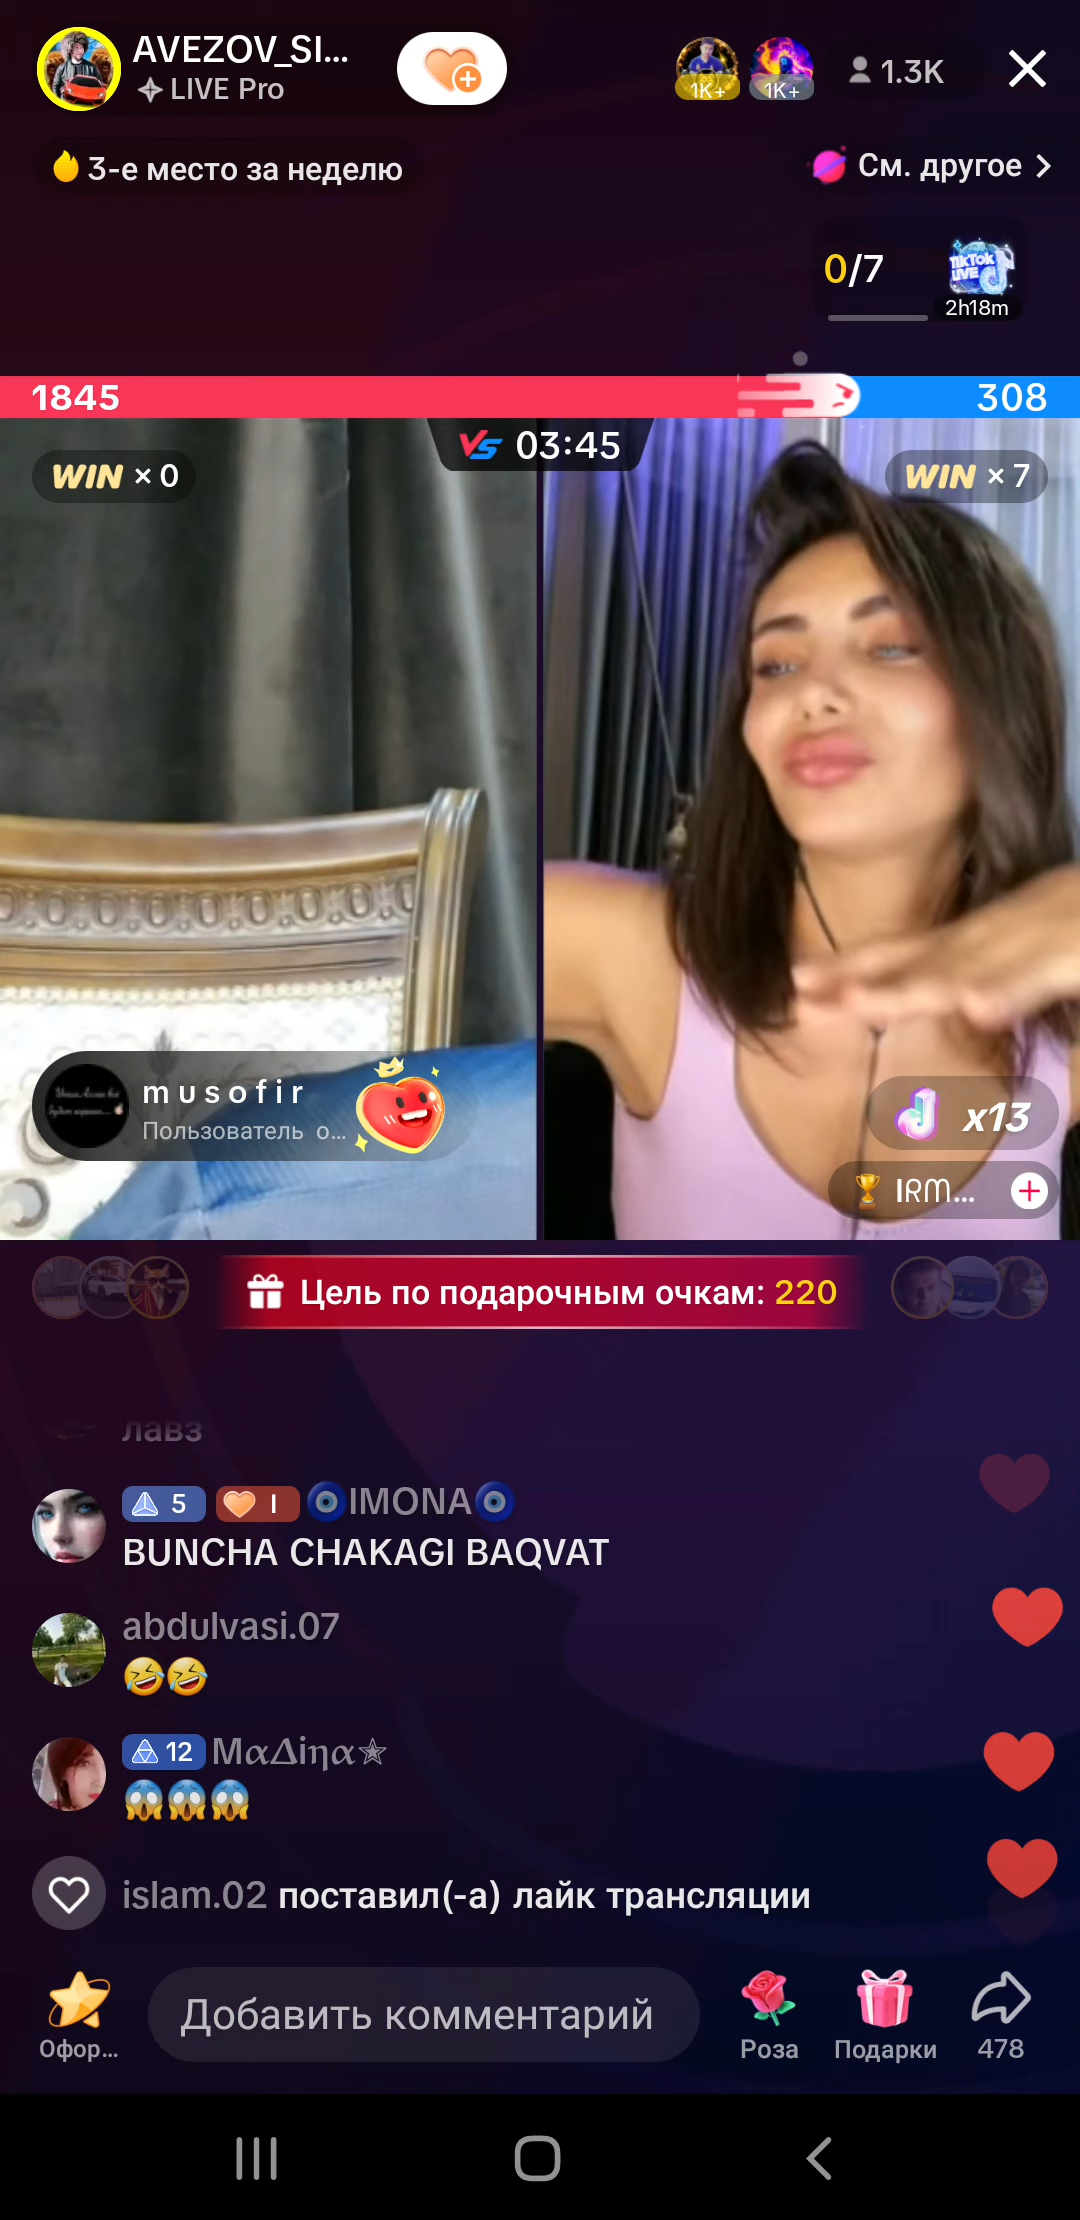 AVEZOV_SI...
LIVE Pro
1K+
1K+
1.3K
3-е место за неделю
См. другое
0/7
TikTok LIVE
2h18m
1845
308
VS 03:45
WIN × 0
WIN × 7
musofir
Пользователь о...
x13
IRM...
Цель по подарочным очкам: 220
лавз
5 I IMONA
BUNCHA CHAKAGI BAQVAT
abdulvasi.07
🤣🤣
12 MαΔiηα✯
😱😱😱
islam.02 поставил(-а) лайк трансляции
Добавить комментарий
Офор...
Роза
Подарки
478